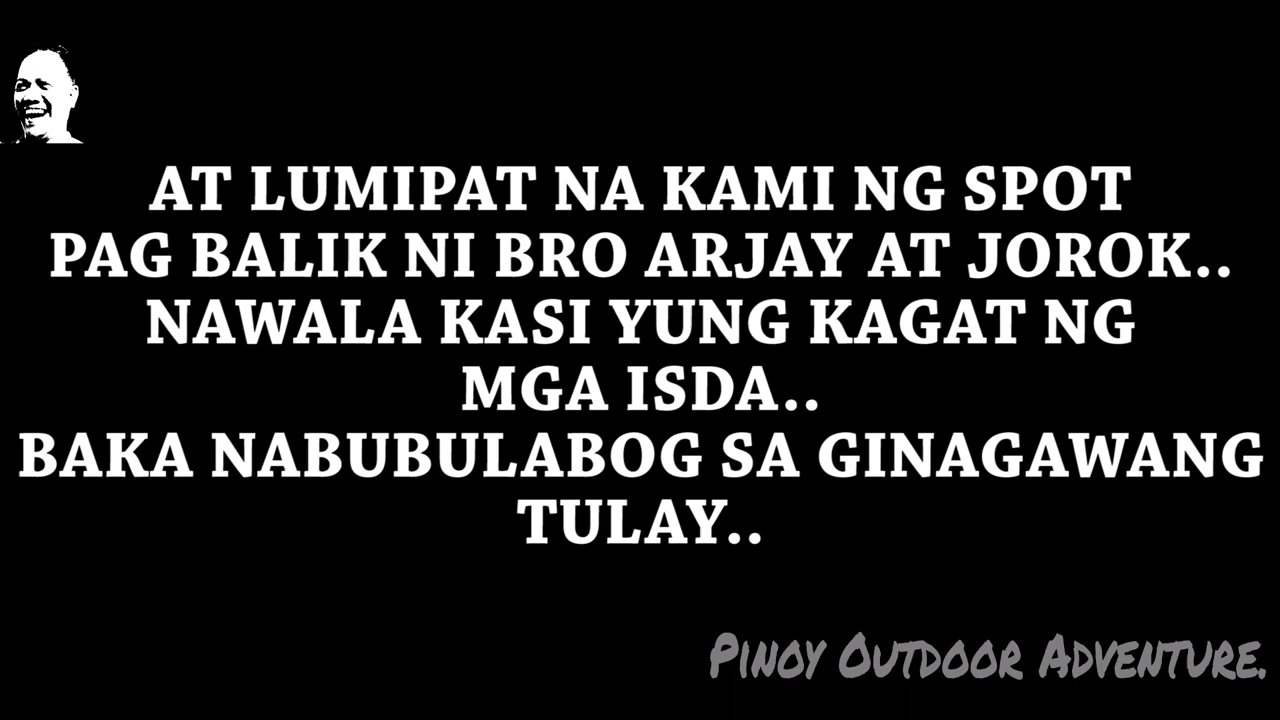 AT LUMIPAT NA KAMI NG SPOT
PAG BALIK NI BRO ARJAY AT JOROK..
NAWALA KASI YUNG KAGAT NG
MGA ISDA..
BAKA NABUBULABOG SA GINAGAWANG
TULAY..
PINOY OUTDOOR ADVENTURE.